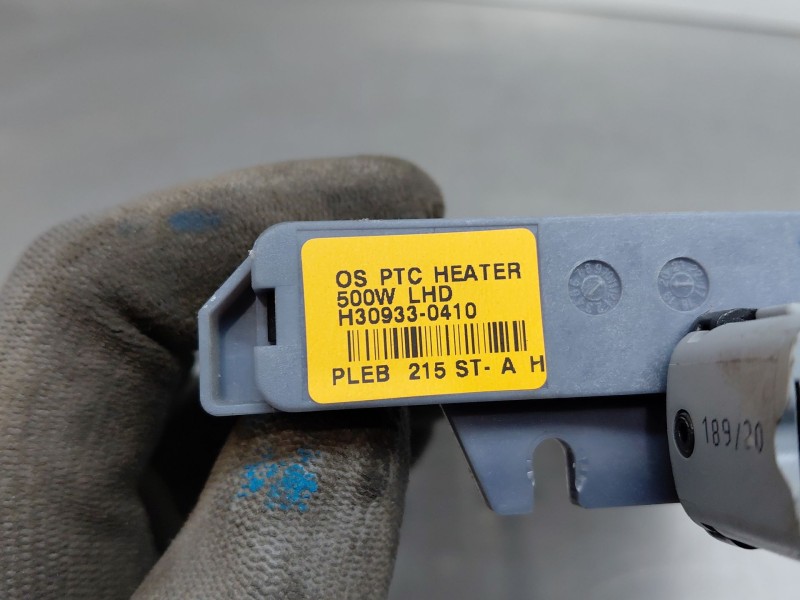 OS PTC HEATER
500W LHD
H30933-0410
PLEB 215 ST- A H
189/20